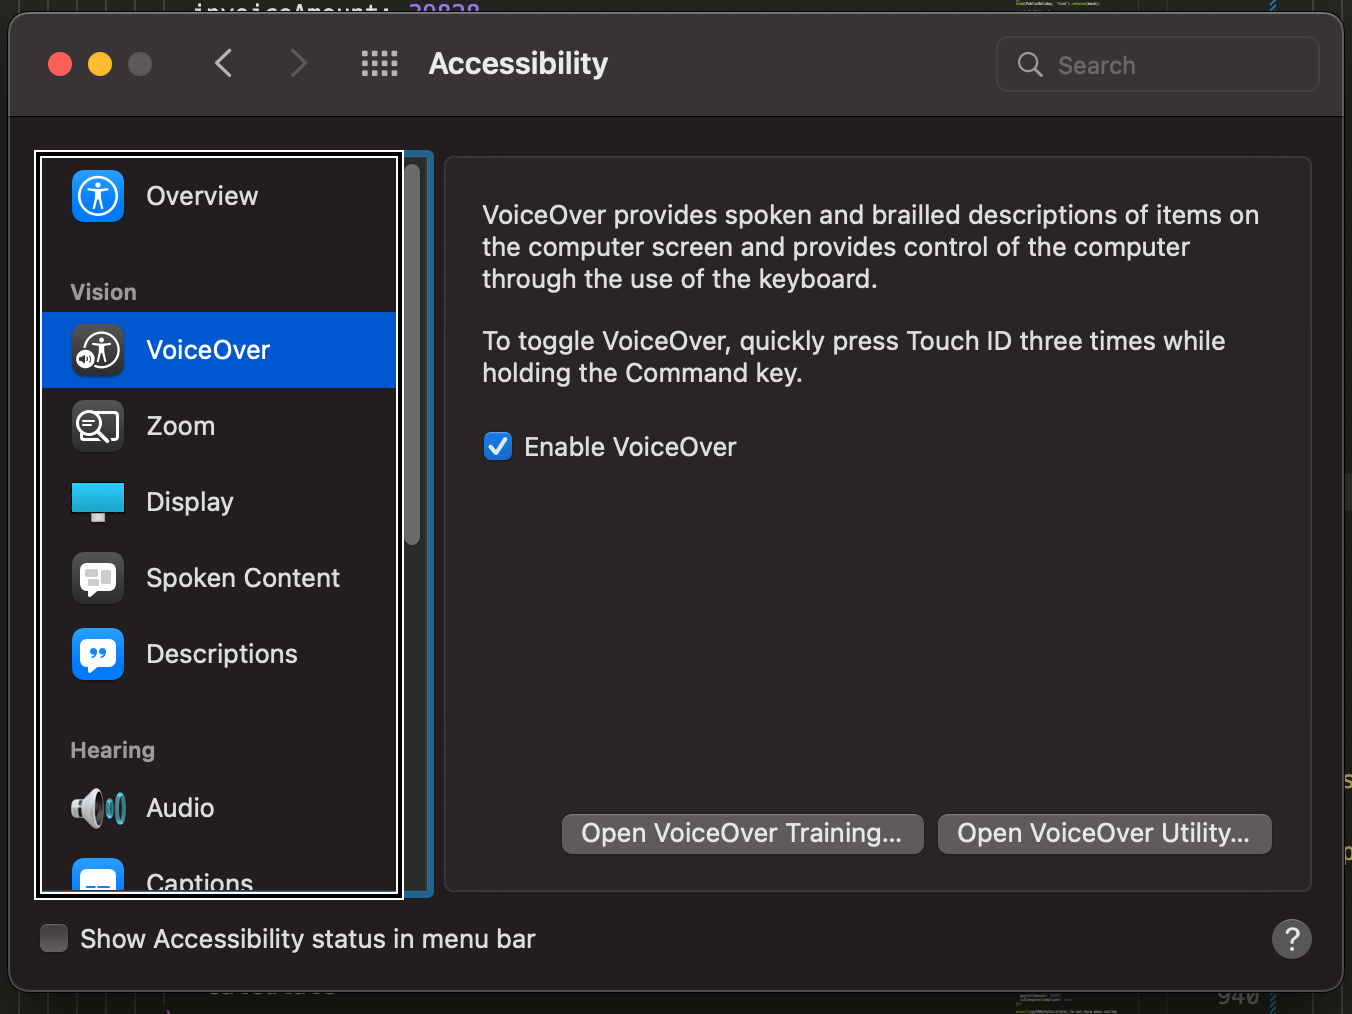 Accessibility
Search
Overview
Vision
VoiceOver
Zoom
Display
Spoken Content
Descriptions
Hearing
Audio
Captions
VoiceOver provides spoken and brailled descriptions of items on
the computer screen and provides control of the computer
through the use of the keyboard.
To toggle VoiceOver, quickly press Touch ID three times while
holding the Command key.
Enable VoiceOver
Open VoiceOver Training...
Open VoiceOver Utility...
Show Accessibility status in menu bar
?
940